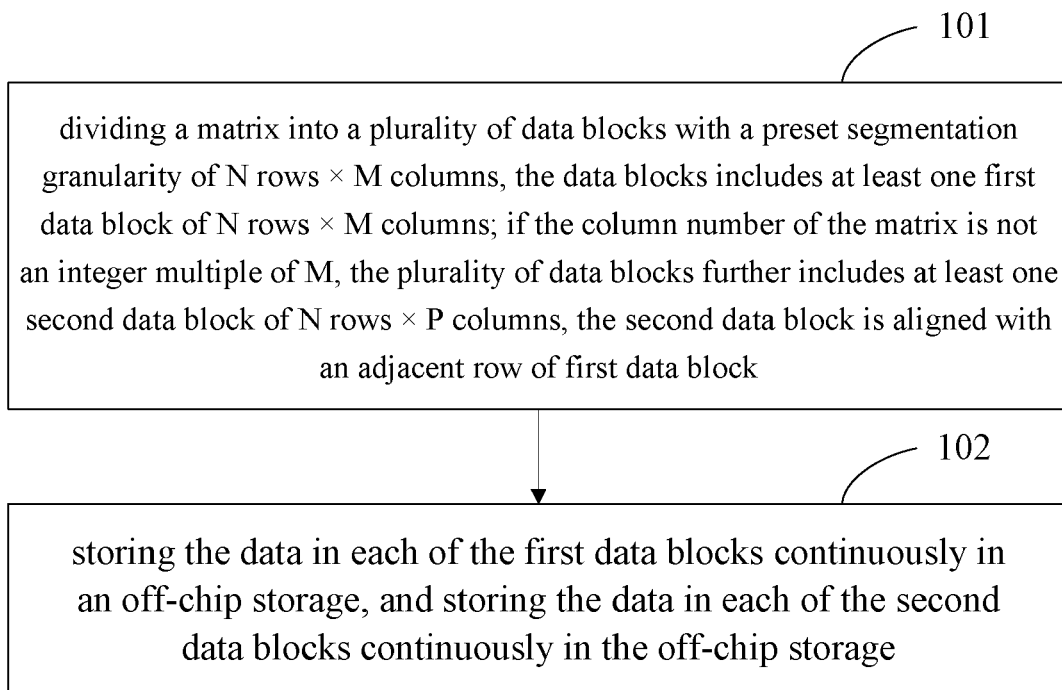 101
dividing a matrix into a plurality of data blocks with a preset segmentation
granularity of N rows × M columns, the data blocks includes at least one first
data block of N rows × M columns; if the column number of the matrix is not
an integer multiple of M, the plurality of data blocks further includes at least one
second data block of N rows × P columns, the second data block is aligned with
an adjacent row of first data block
102
storing the data in each of the first data blocks continuously in
an off-chip storage, and storing the data in each of the second
data blocks continuously in the off-chip storage